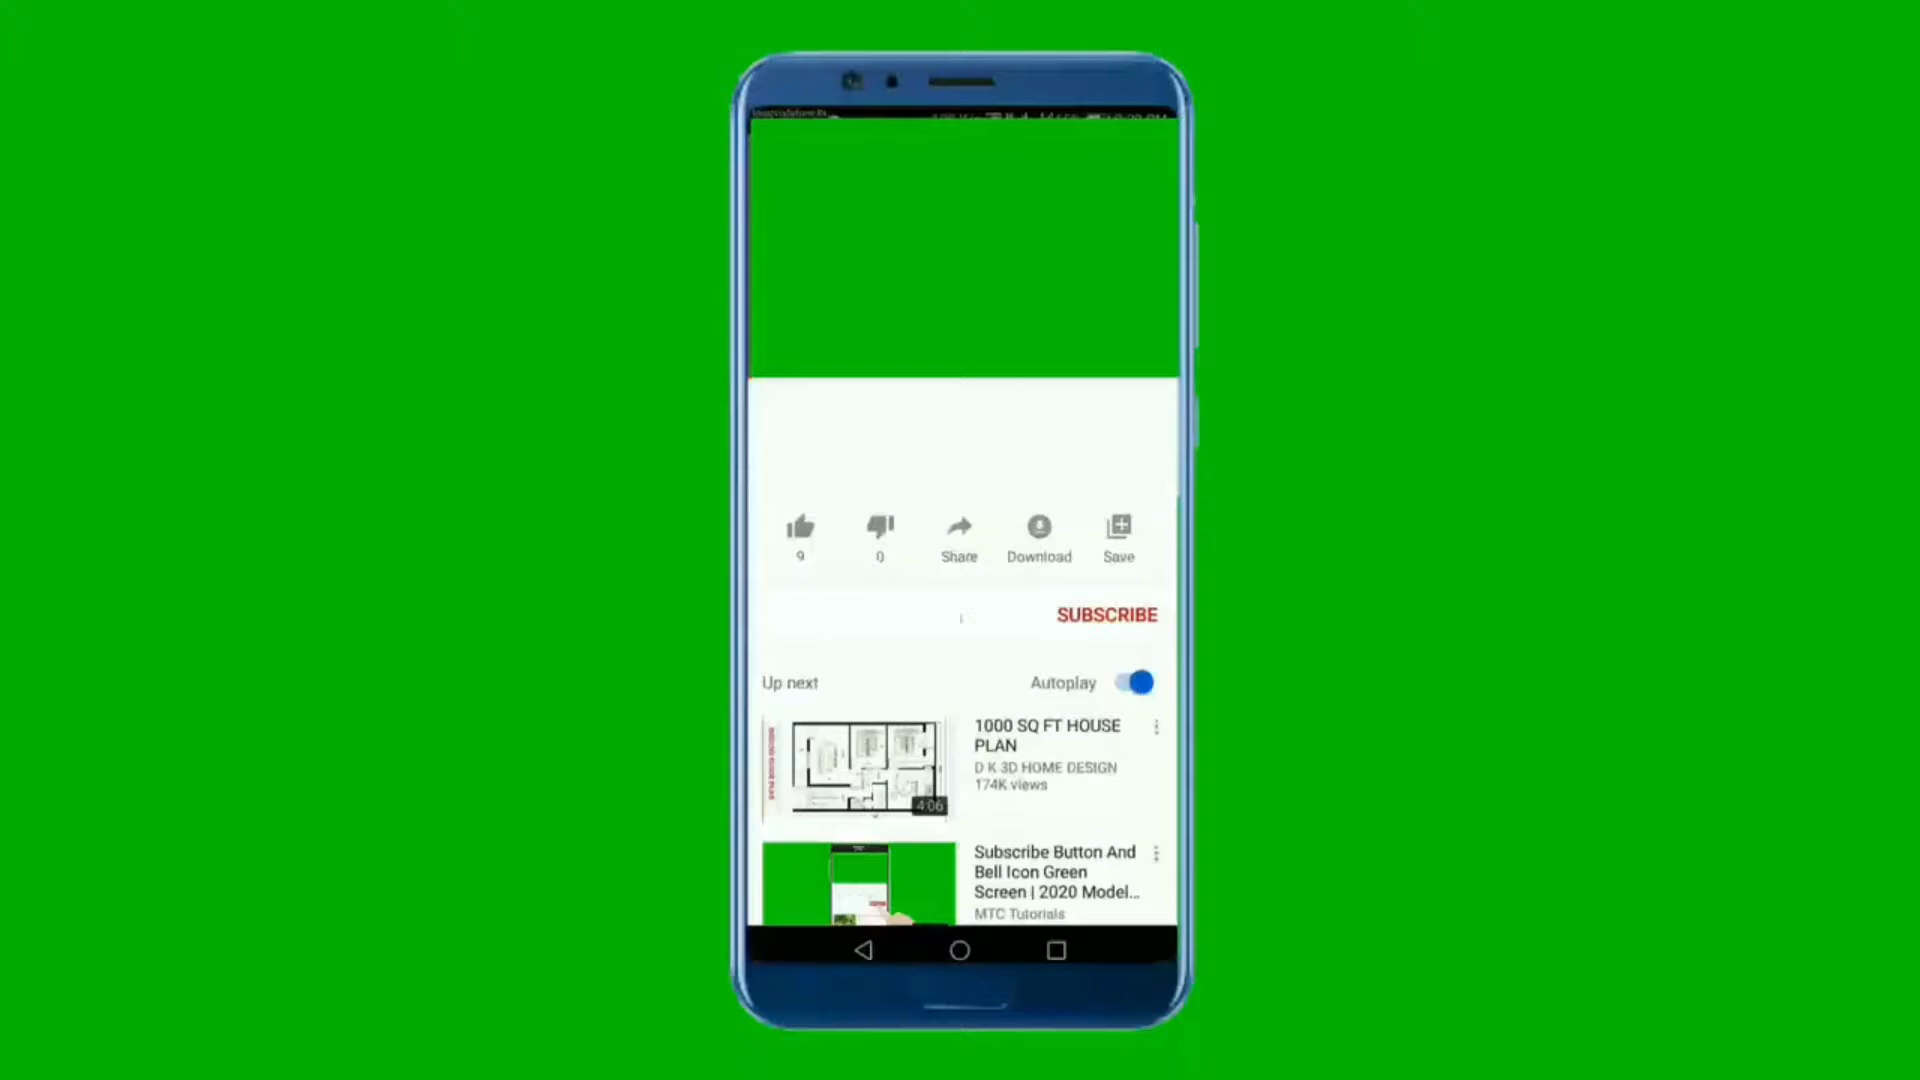 9
0
Share
Download
Save
SUBSCRIBE
Up next
Autoplay
1000 SQ FT HOUSE
PLAN
D K 3D HOME DESIGN
174K views
4:06
Subscribe Button And
Bell Icon Green
Screen | 2020 Model...
MTC Tutorials